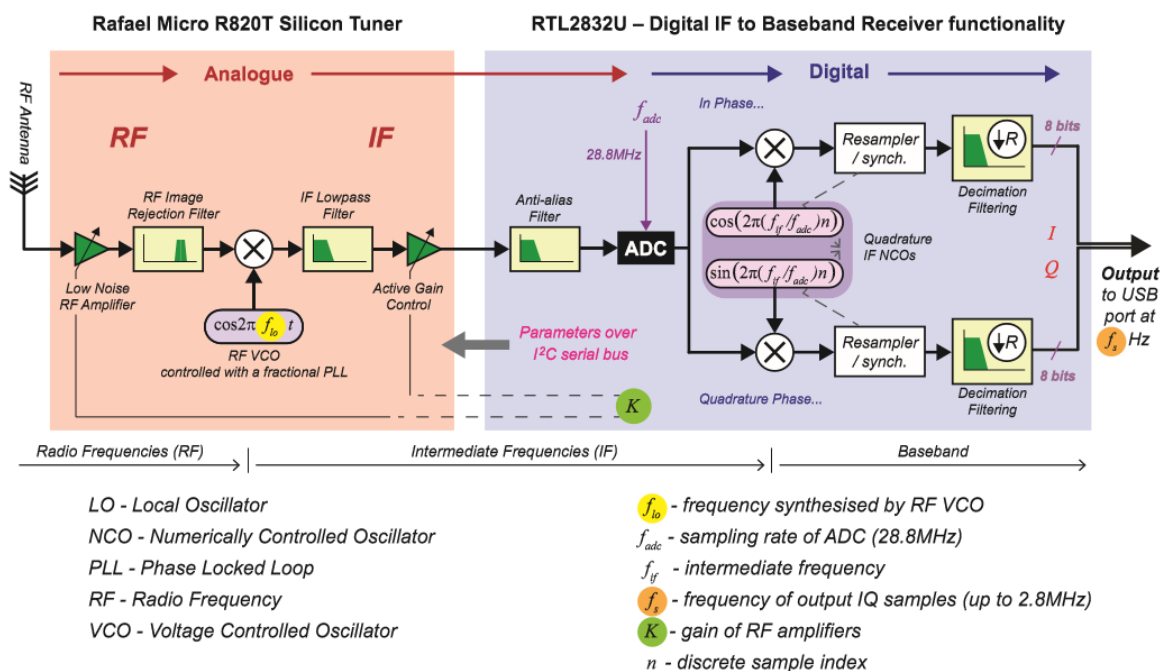 Rafael Micro R820T Silicon Tuner
RTL2832U – Digital IF to Baseband Receiver functionality
Analogue
Digital
RF Antenna
RF
IF
f_adc
28.8MHz
In Phase...
Resampler
/ synch.
↓R
8 bits
Decimation
Filtering
RF Image
Rejection Filter
IF Lowpass
Filter
Anti-alias
Filter
ADC
cos(2π(f_if/f_adc)n)
sin(2π(f_if/f_adc)n)
Quadrature
IF NCOs
I
Q
Output
to USB
port at
f_s Hz
Low Noise
RF Amplifier
cos2π f_lo t
RF VCO
controlled with a fractional PLL
Active Gain
Control
Parameters over
I²C serial bus
K
Quadrature Phase...
Resampler
/ synch.
↓R
8 bits
Decimation
Filtering
Radio Frequencies (RF)
Intermediate Frequencies (IF)
Baseband
LO - Local Oscillator
NCO - Numerically Controlled Oscillator
PLL - Phase Locked Loop
RF - Radio Frequency
VCO - Voltage Controlled Oscillator
f_lo - frequency synthesised by RF VCO
f_adc - sampling rate of ADC (28.8MHz)
f_if - intermediate frequency
f_s - frequency of output IQ samples (up to 2.8MHz)
K - gain of RF amplifiers
n - discrete sample index